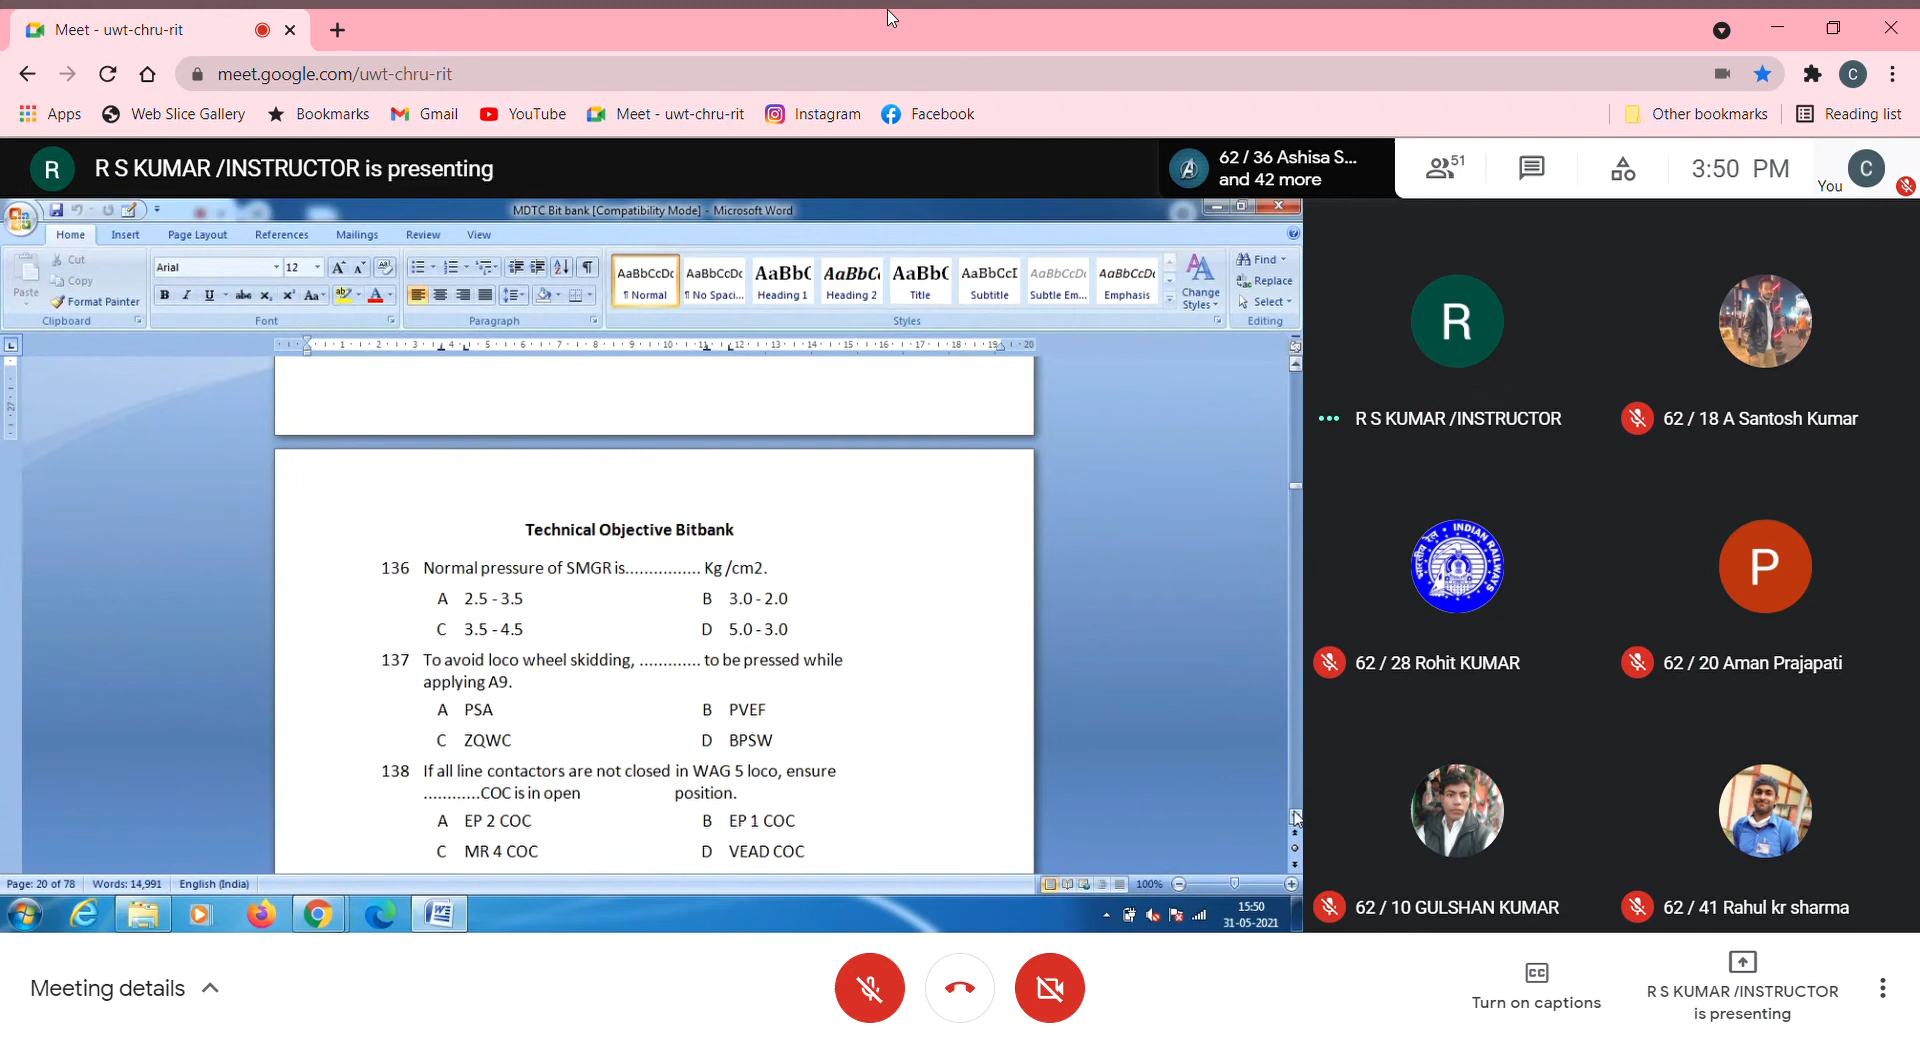 Meet - uwt-chru-rit
meet.google.com/uwt-chru-rit
C
Apps
Web Slice Gallery
Bookmarks
Gmail
YouTube
Meet - uwt-chru-rit
Instagram
Facebook
Other bookmarks
Reading list
R
R S KUMAR /INSTRUCTOR is presenting
62 / 36 Ashisa S...
and 42 more
51
3:50 PM
You
C
MDTC Bit bank [Compatibility Mode] - Microsoft Word
Home
Insert
Page Layout
References
Mailings
Review
View
Paste
Cut
Copy
Format Painter
Clipboard
Arial
12
Font
Paragraph
AaBbCcDc
¶ Normal
AaBbCcDc
¶ No Spaci...
AaBbC
Heading 1
AaBbC
Heading 2
AaBbC
Title
AaBbCcI
Subtitle
AaBbCcDc
Subtle Em...
AaBbCcDc
Emphasis
Change
Styles
Styles
Find
Replace
Select
Editing
Technical Objective Bitbank
136 Normal pressure of SMGR is................ Kg /cm2.
A 2.5 - 3.5 B 3.0 - 2.0
C 3.5 - 4.5 D 5.0 - 3.0
137 To avoid loco wheel skidding, ............. to be pressed while
applying A9.
A PSA B PVEF
C ZQWC D BPSW
138 If all line contactors are not closed in WAG 5 loco, ensure
............COC is in open position.
A EP 2 COC B EP 1 COC
C MR 4 COC D VEAD COC
Page: 20 of 78
Words: 14,991
English (India)
100%
15:50
31-05-2021
R
R S KUMAR /INSTRUCTOR
62 / 18 A Santosh Kumar
INDIAN RAILWAYS
62 / 28 Rohit KUMAR
P
62 / 20 Aman Prajapati
62 / 10 GULSHAN KUMAR
62 / 41 Rahul kr sharma
Meeting details
Turn on captions
R S KUMAR /INSTRUCTOR
is presenting